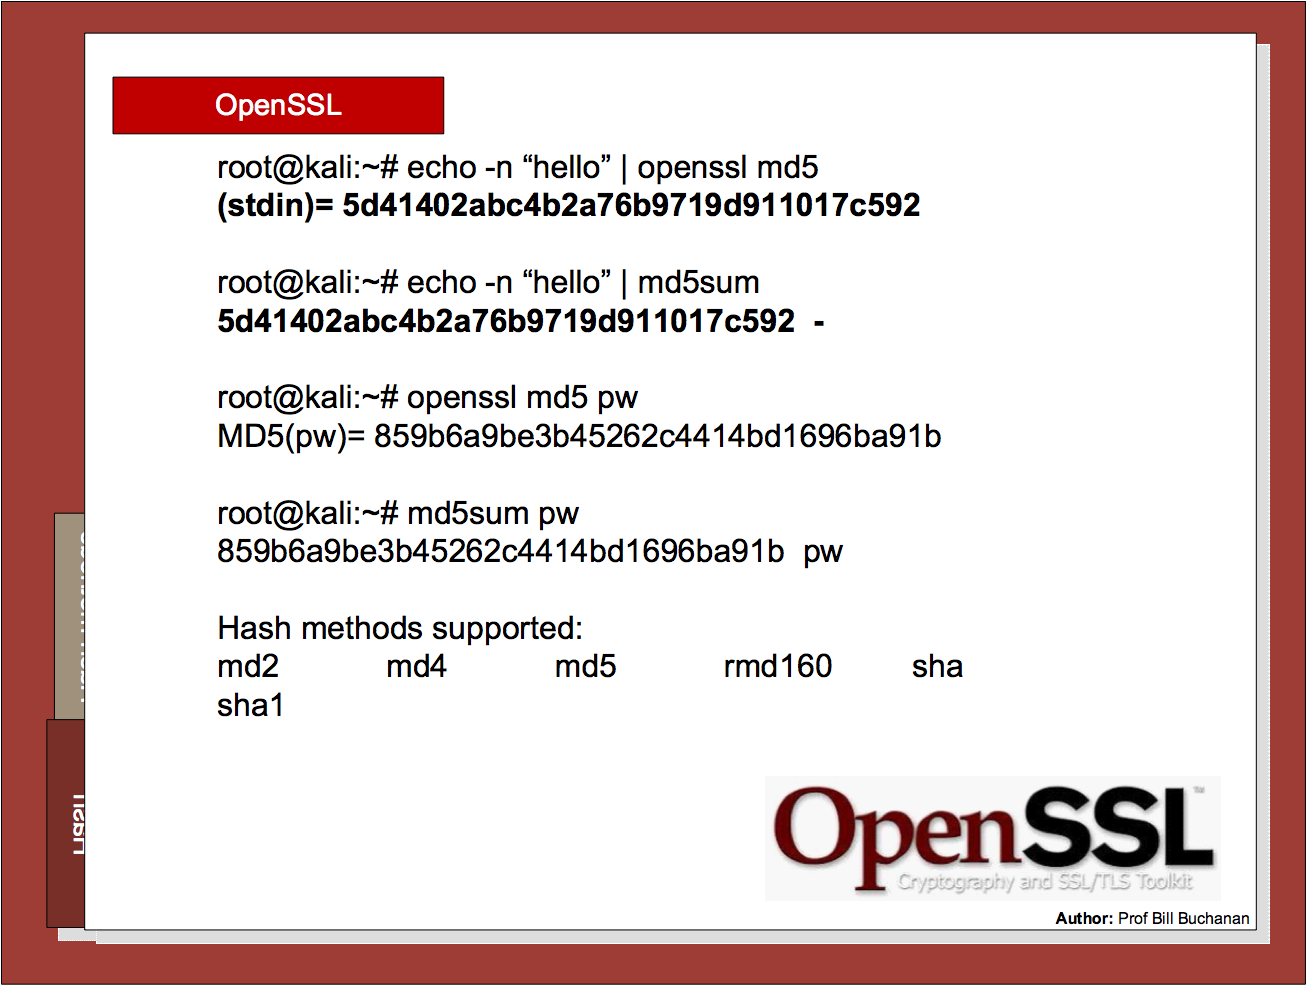 OpenSSL
root@kali:~# echo -n “hello” | openssl md5
(stdin)= 5d41402abc4b2a76b9719d911017c592
root@kali:~# echo -n “hello” | md5sum
5d41402abc4b2a76b9719d911017c592  -
root@kali:~# openssl md5 pw
MD5(pw)= 859b6a9be3b45262c4414bd1696ba91b
root@kali:~# md5sum pw
859b6a9be3b45262c4414bd1696ba91b  pw
Hash methods supported:
md2 md4 md5 rmd160 sha
sha1
OpenSSL™
Cryptography and SSL/TLS Toolkit
Author: Prof Bill Buchanan